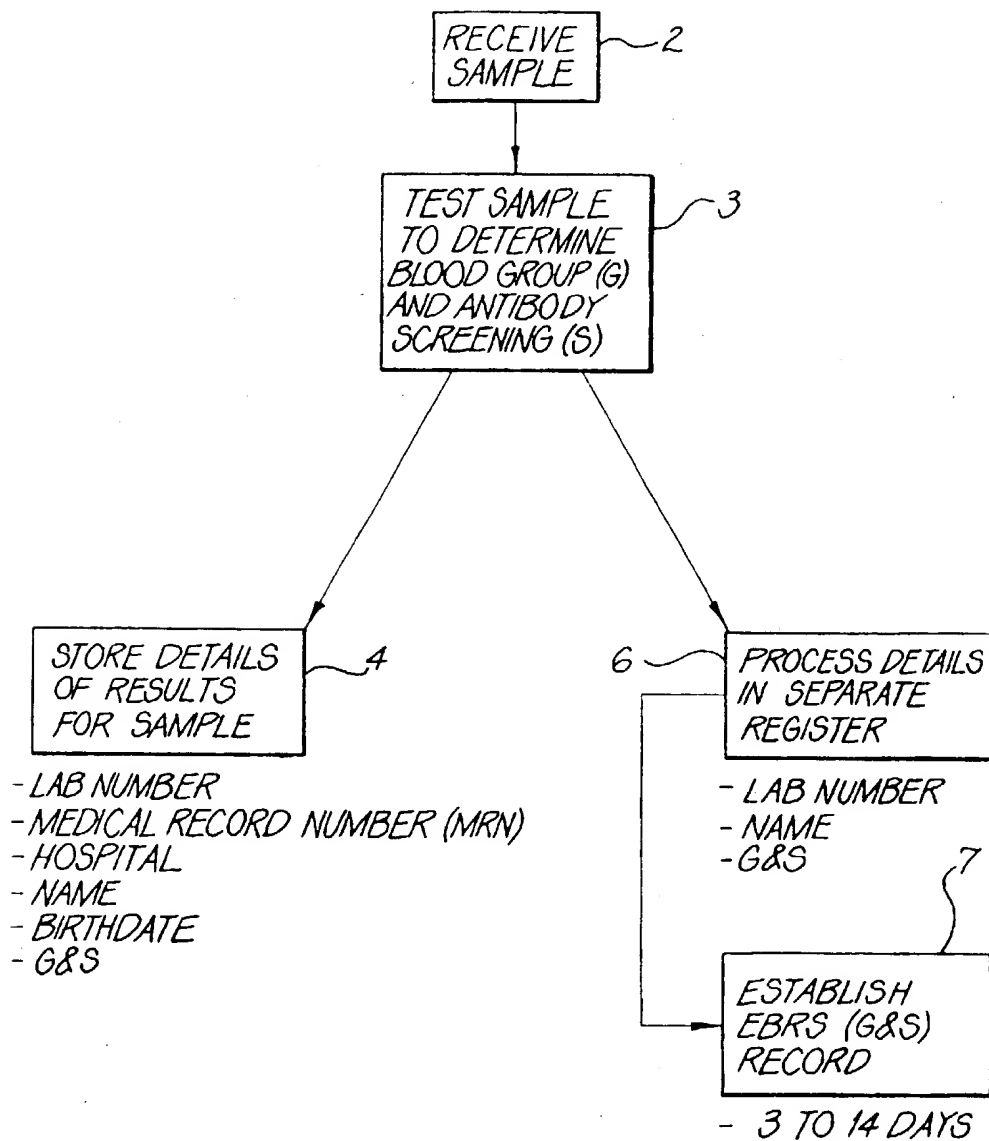 RECEIVE
SAMPLE
2
TEST SAMPLE
TO DETERMINE
BLOOD GROUP (G)
AND ANTIBODY
SCREENING (S)
3
STORE DETAILS
OF RESULTS
FOR SAMPLE
4
- LAB NUMBER
- MEDICAL RECORD NUMBER (MRN)
- HOSPITAL
- NAME
- BIRTHDATE
- G&S
6
PROCESS DETAILS
IN SEPARATE
REGISTER
- LAB NUMBER
- NAME
- G&S
7
ESTABLISH
EBRS (G&S)
RECORD
- 3 TO 14 DAYS